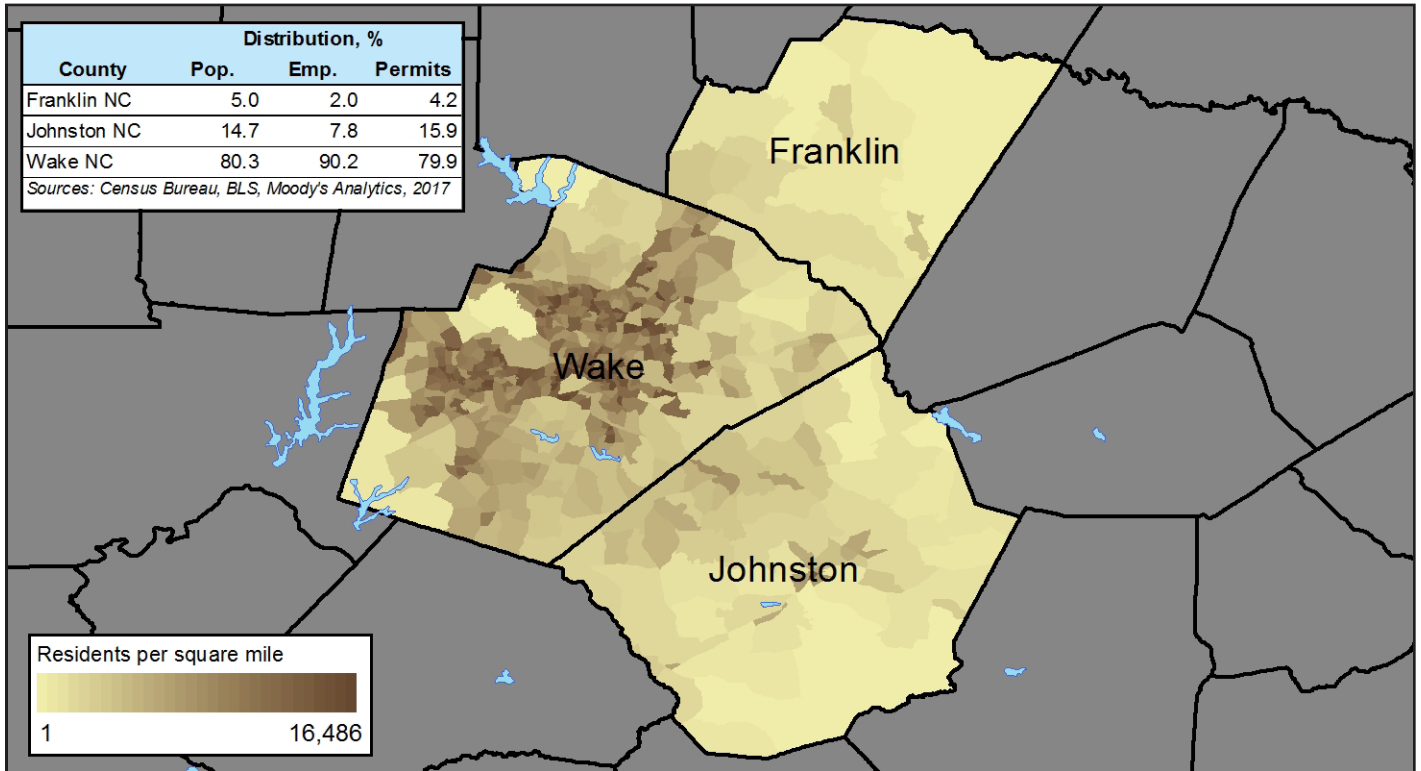 Distribution, %
County Pop. Emp. Permits
Franklin NC 5.0 2.0 4.2
Johnston NC 14.7 7.8 15.9
Wake NC 80.3 90.2 79.9
Sources: Census Bureau, BLS, Moody's Analytics, 2017
Franklin
Wake
Johnston
Residents per square mile
1 16,486